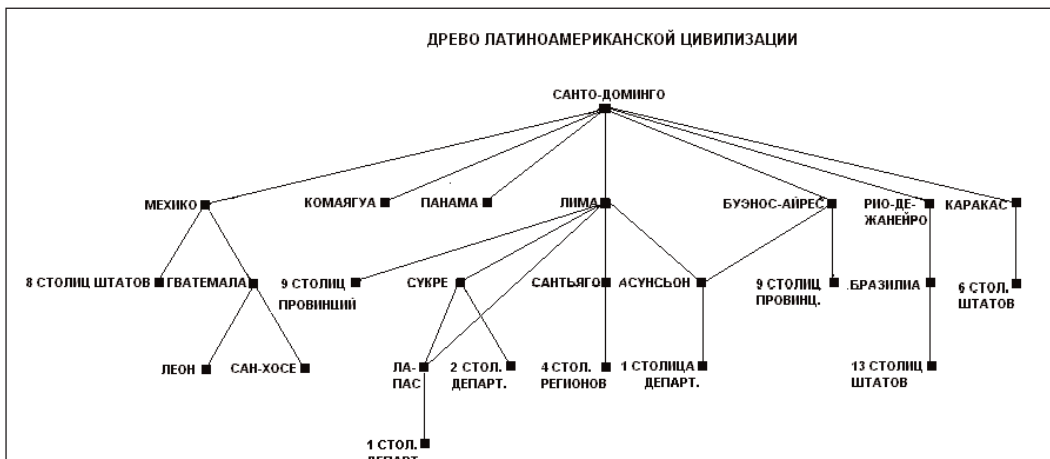 ДРЕВО ЛАТИНОАМЕРИКАНСКОЙ ЦИВИЛИЗАЦИИ
САНТО-ДОМИНГО
МЕХИКО
КОМАЯГУА
ПАНАМА
ЛИМА
БУЭНОС-АЙРЕС
РИО-ДЕ-
ЖАНЕЙРО
КАРАКАС
8 СТОЛИЦ ШТАТОВ
ГВАТЕМАЛА
9 СТОЛИЦ
ПРОВИНЦИЙ
СУКРЕ
САНТЬЯГО
АСУНСЬОН
9 СТОЛИЦ
ПРОВИНЦ.
.БРАЗИЛИА
6 СТОЛ.
ШТАТОВ
ЛЕОН
САН-ХОСЕ
ЛА-
ПАС
2 СТОЛ.
ДЕПАРТ.
4 СТОЛ.
РЕГИОНОВ
1 СТОЛИЦА
ДЕПАРТ.
13 СТОЛИЦ
ШТАТОВ
1 СТОЛ.
ДЕПАРТ